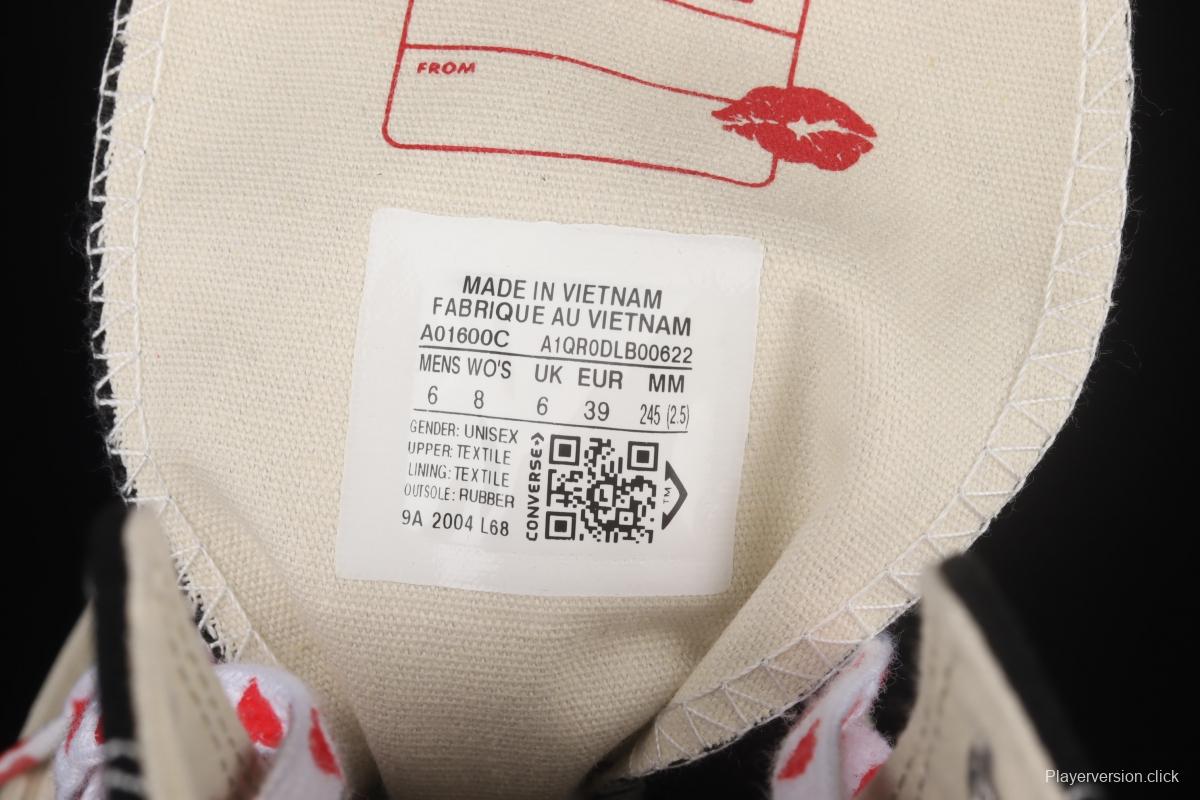 FROM
MADE IN VIETNAM
FABRIQUE AU VIETNAM
A01600C A1QR0DLB00622
MENS WO'S UK EUR MM
6 8 6 39 245 (2.5)
GENDER: UNISEX
UPPER: TEXTILE
LINING: TEXTILE
OUTSOLE: RUBBER
9A 2004 L68
CONVERSE
TM
Playerversion.click